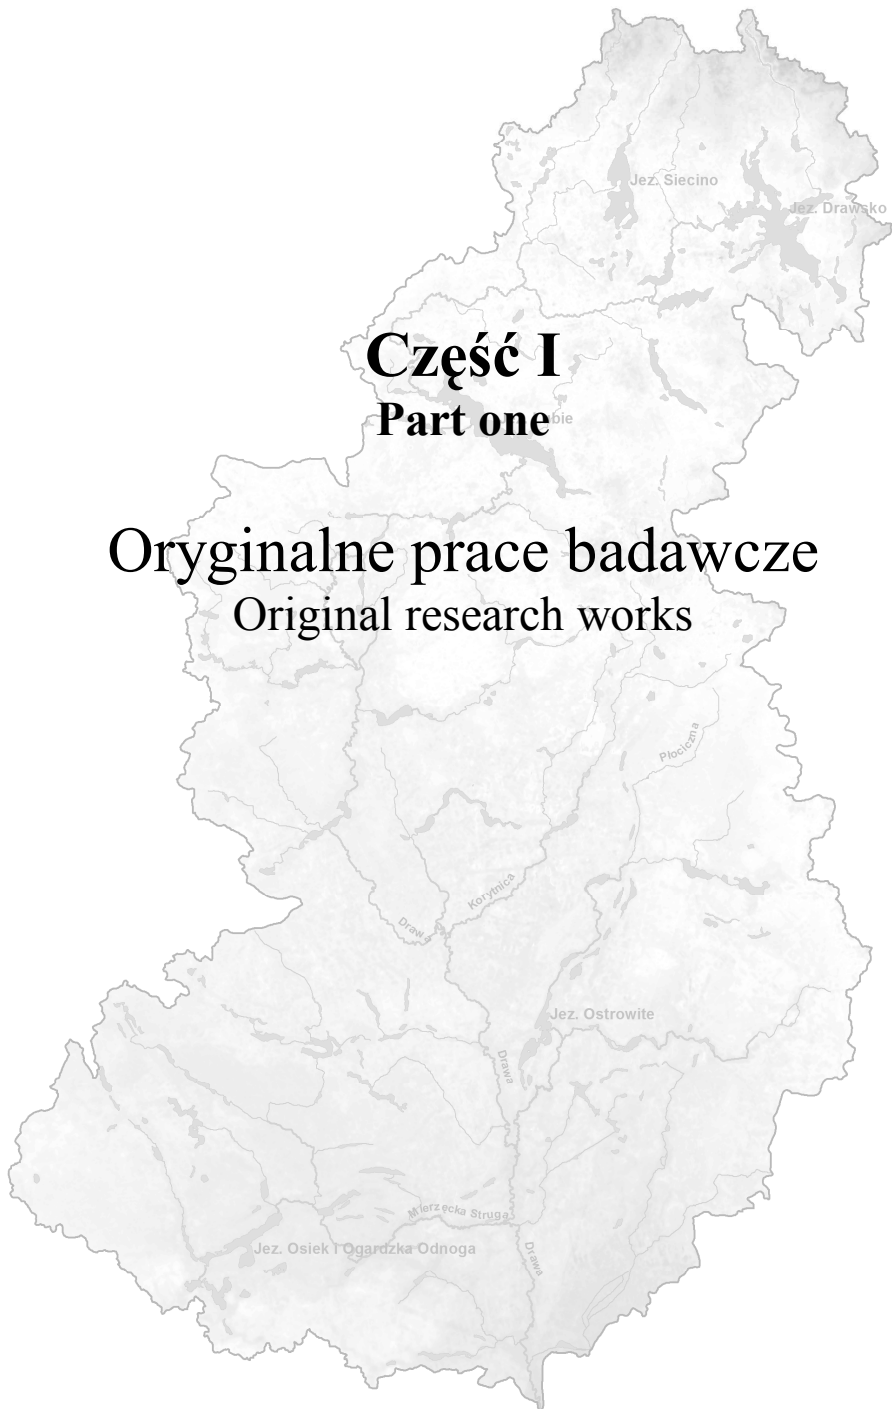 Jez. Siecino
Jez. Drawsko
Część I
Part one
Oryginalne prace badawcze
Original research works
Płociczna
Korytnica
Jez. Ostrowite
Drawa
Mierzęcka Struga
Jez. Osiek i Ogardzka Odnoga
Drawa